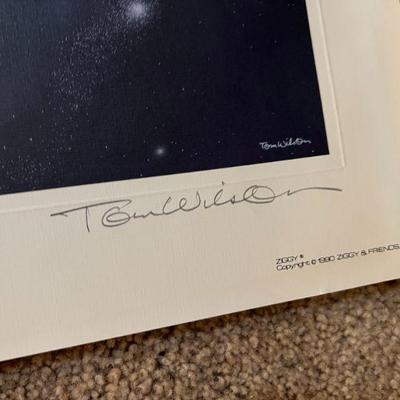 Tom Wilson
Tom Wilson
ZIGGY ®
Copyright © 1990 ZIGGY & FRIENDS,